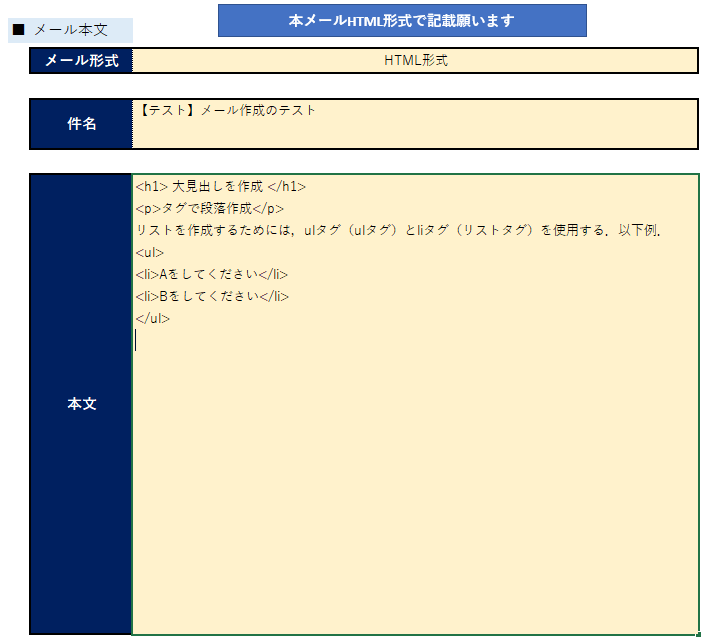 本メールHTML形式で記載願います
■ メール本文
メール形式
HTML形式
件名
【テスト】メール作成のテスト
本文
<h1> 大見出しを作成 </h1>
<p>タグで段落作成</p>
リストを作成するためには，ulタグ（ulタグ）とliタグ（リストタグ）を使用する．以下例．
<ul>
<li>Aをしてください</li>
<li>Bをしてください</li>
</ul>